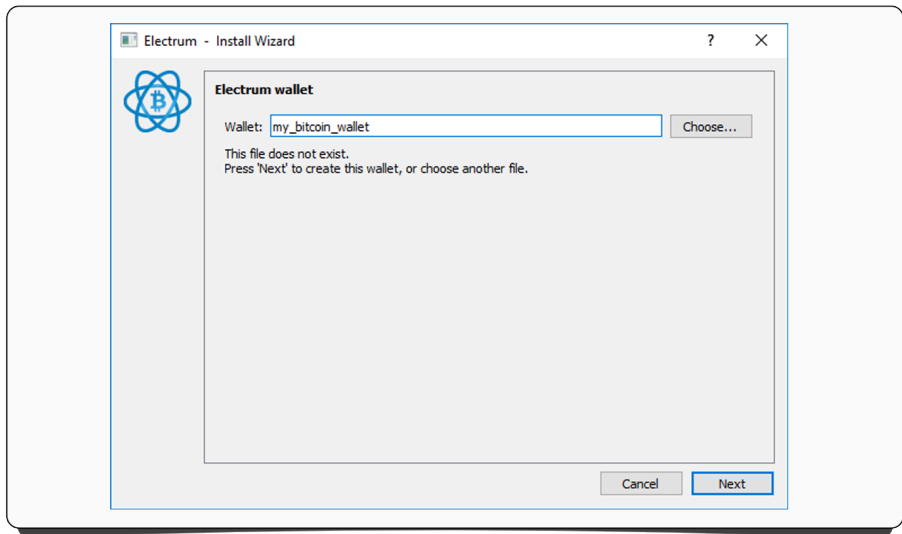 Electrum - Install Wizard
?
Electrum wallet
Wallet: my_bitcoin_wallet Choose...
This file does not exist.
Press 'Next' to create this wallet, or choose another file.
Cancel Next